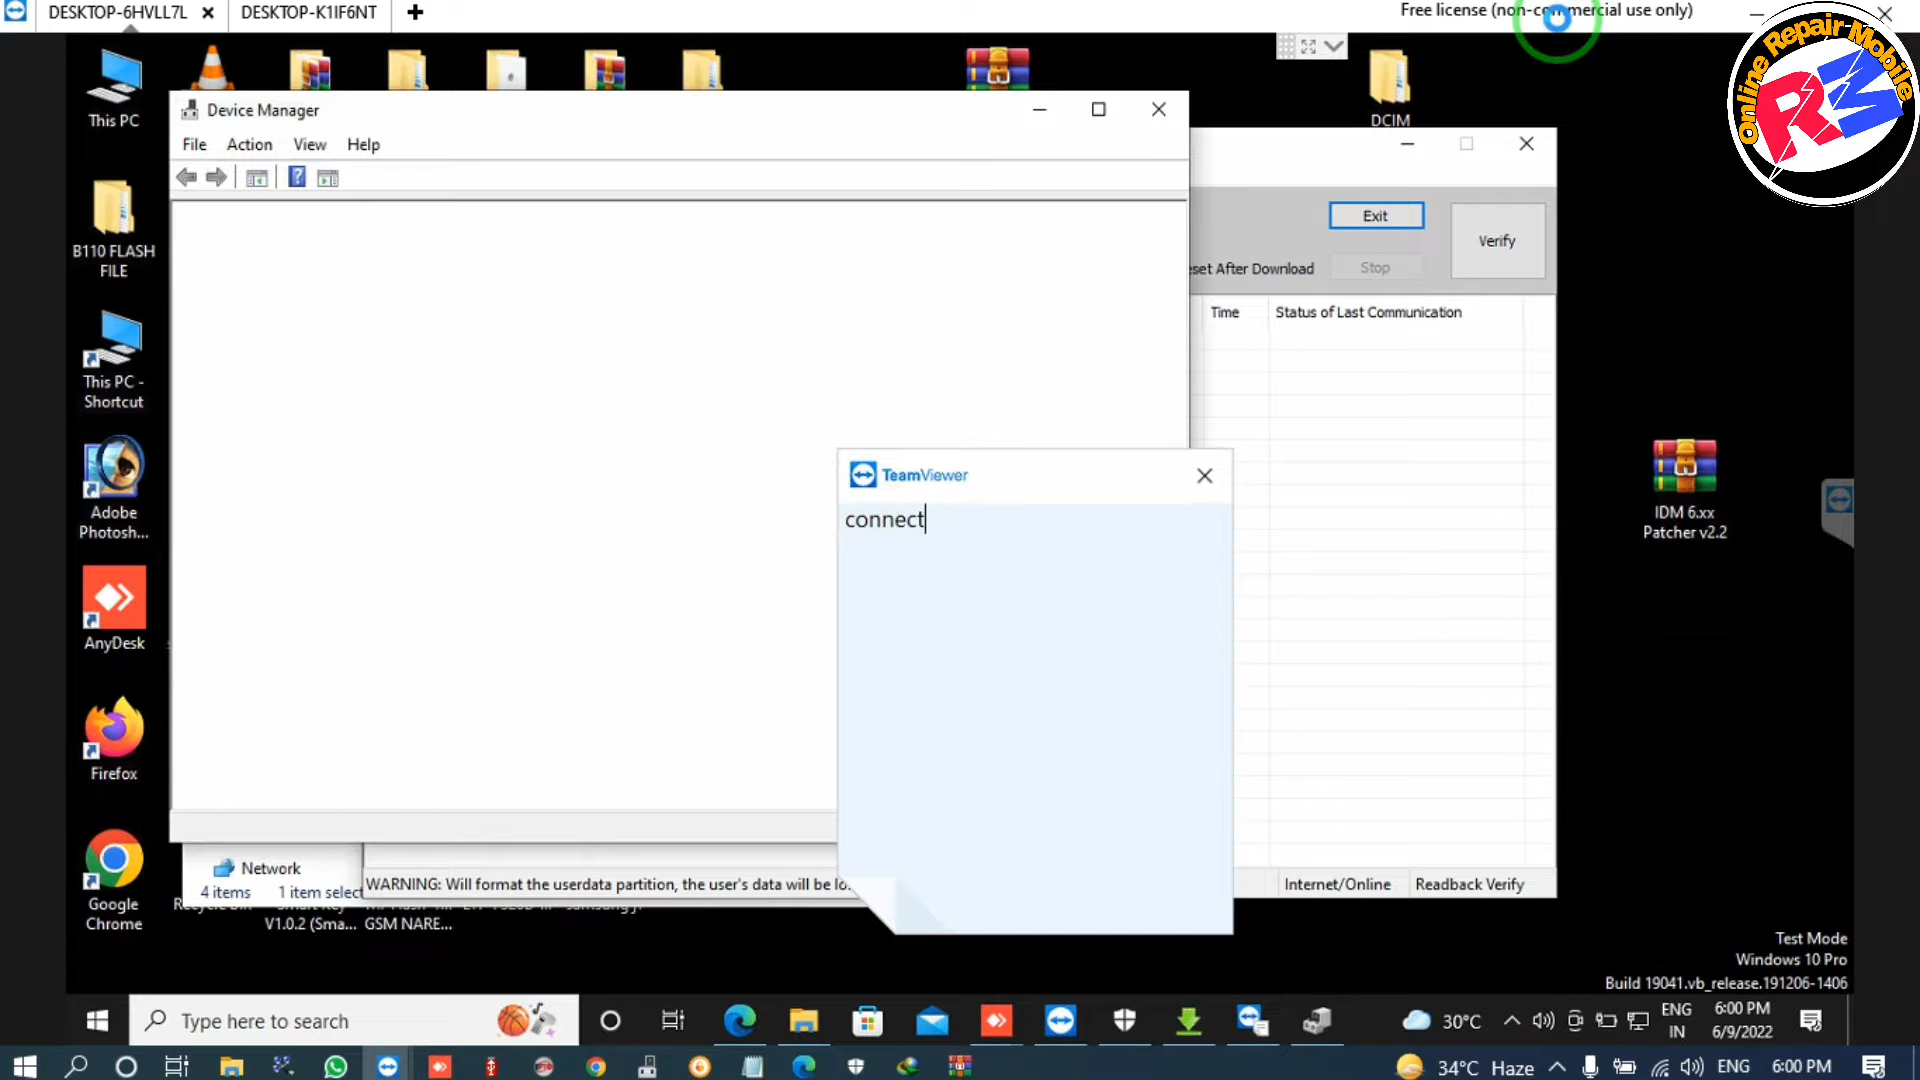 DESKTOP-6HVLL7L
DESKTOP-K1IF6NT
Free license (non-commercial use only)
Online Repair Mobile
RM
This PC
DCIM
Device Manager
File Action View Help
Exit
Verify
eset After Download
Stop
Time
Status of Last Communication
B110 FLASH
FILE
This PC -
Shortcut
TeamViewer
connect
Adobe
Photosh...
IDM 6.xx
Patcher v2.2
AnyDesk
Firefox
Google
Chrome
Network
4 items
1 item select
WARNING: Will format the userdata partition, the user's data will be lo
Internet/Online
Readback Verify
V1.0.2 (Sma...
GSM NARE...
Test Mode
Windows 10 Pro
Build 19041.vb_release.191206-1406
Type here to search
30°C
ENG
IN
6:00 PM
6/9/2022
34°C Haze
ENG
6:00 PM